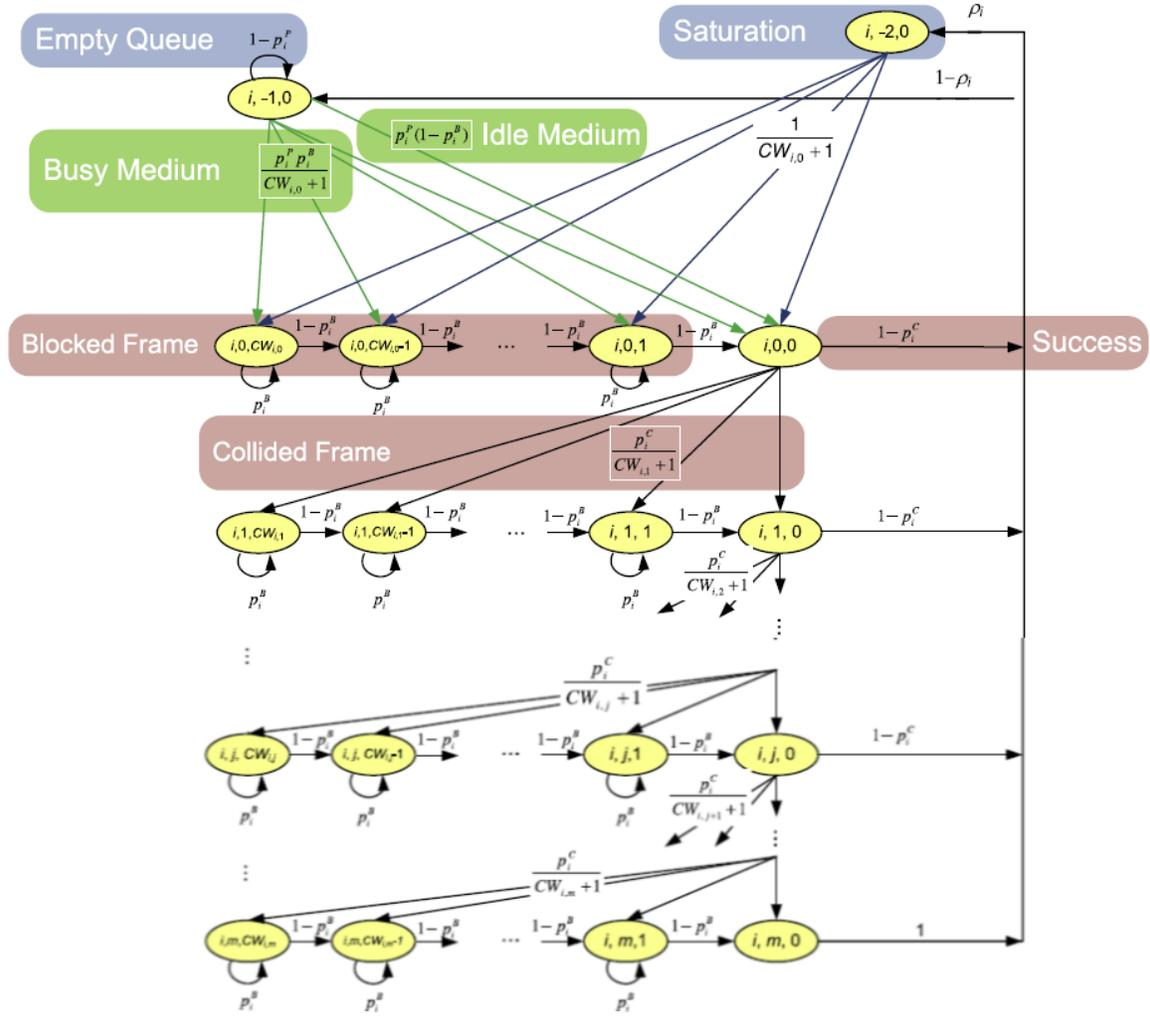 Empty Queue
1−p_i^P
i, -1,0
Saturation
i, -2,0
ρ_i
1−ρ_i
Busy Medium
p_i^P p_i^B / CW_{i,0} +1
p_i^P (1−p_i^B) Idle Medium
1 / CW_{i,0} +1
Blocked Frame
i,0,CW_{i,0} 1−p_i^B i,0,CW_{i,0}-1 1−p_i^B ... 1−p_i^B i,0,1 1−p_i^B i,0,0 1−p_i^C
Success
p_i^B p_i^B p_i^B
Collided Frame
p_i^C / CW_{i,1} +1
i,1,CW_{i,1} 1−p_i^B i,1,CW_{i,1}-1 1−p_i^B ... 1−p_i^B i, 1, 1 1−p_i^B i, 1, 0 1−p_i^C
p_i^B p_i^B p_i^B
p_i^C / CW_{i,2} +1
⋮ ⋮
p_i^C / CW_{i,j} +1
i, j, CW_{i,j} 1−p_i^B i, j, CW_{i,j}-1 1−p_i^B ... 1−p_i^B i, j,1 1−p_i^B i, j, 0 1−p_i^C
p_i^B p_i^B p_i^B
p_i^C / CW_{i,j+1} +1
⋮ ⋮
p_i^C / CW_{i,m} +1
i,m,CW_{i,m} 1−p_i^B i,m,CW_{i,m}-1 1−p_i^B ... 1−p_i^B i, m,1 1−p_i^B i, m, 0 1
p_i^B p_i^B p_i^B